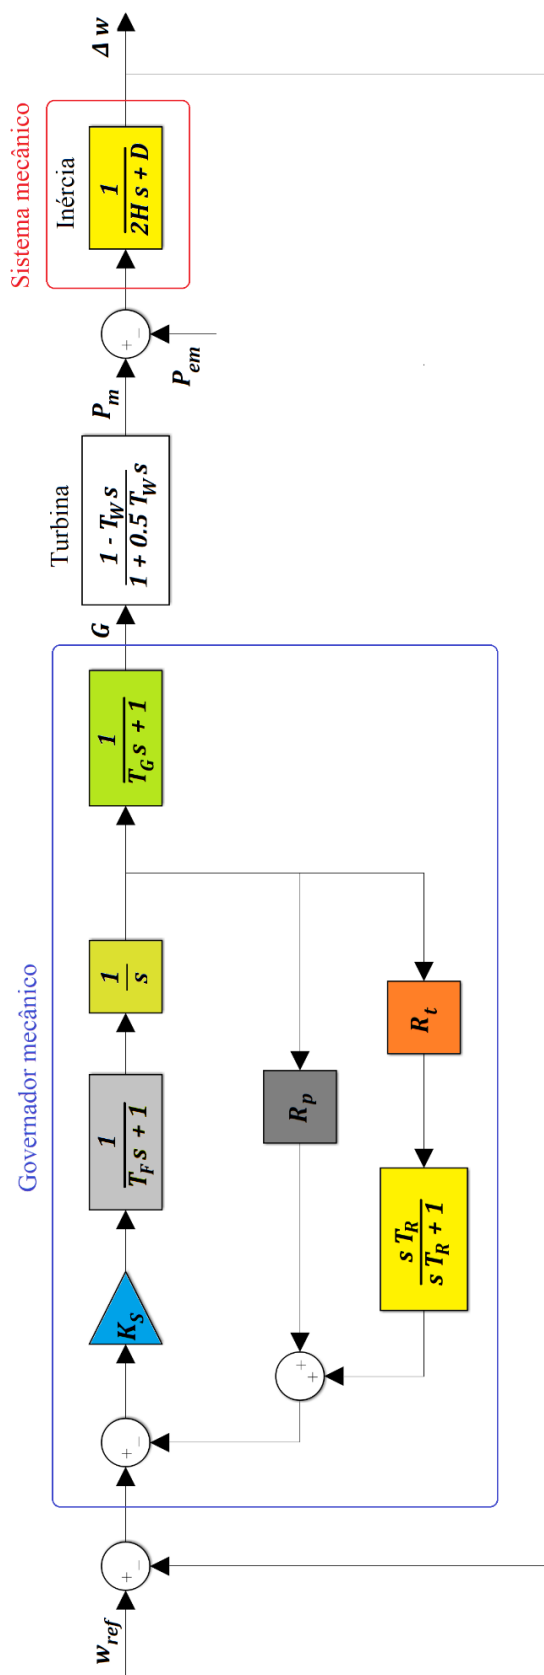 Governador mecânico
Sistema mecânico
Turbina
Inércia
w_ref
+
-
+
-
K_S
1
T_F s + 1
1
s
1
T_G s + 1
G
1 - T_W s
1 + 0.5 T_W s
P_m
+
-
P_em
1
2H s + D
Δ w
R_p
R_t
s T_R
s T_R + 1
+
+